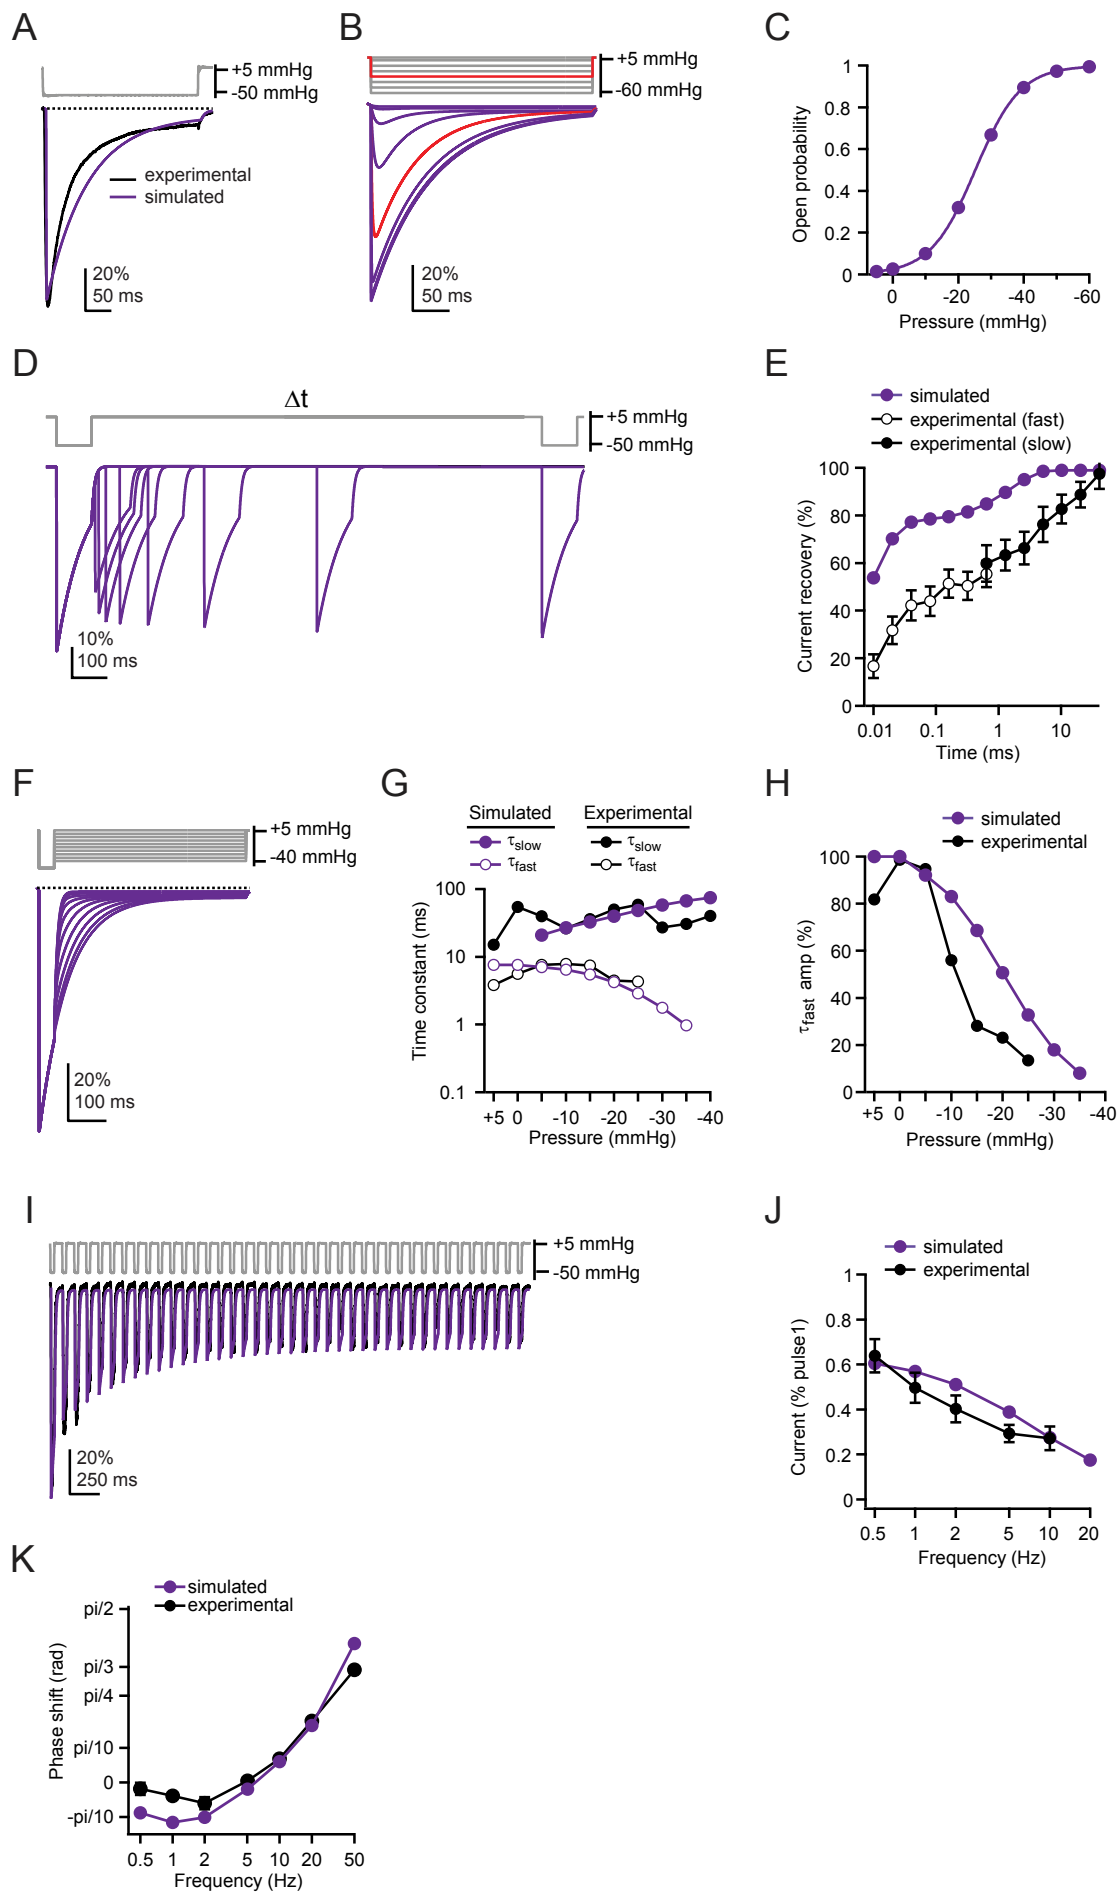 A
+5 mmHg
-50 mmHg
experimental
simulated
20%
50 ms
B
+5 mmHg
-60 mmHg
20%
50 ms
C
Open probability
1
0.8
0.6
0.4
0.2
0
0
-20
-40
-60
Pressure (mmHg)
D
Δt
+5 mmHg
-50 mmHg
10%
100 ms
E
simulated
experimental (fast)
experimental (slow)
Current recovery (%)
100
80
60
40
20
0
0.01
0.1
1
10
Time (ms)
F
+5 mmHg
-40 mmHg
20%
100 ms
G
Simulated
Experimental
τslow
τslow
τfast
τfast
Time constant (ms)
100
10
1
0.1
+5
0
-10
-20
-30
-40
Pressure (mmHg)
H
simulated
experimental
τfast amp (%)
100
80
60
40
20
0
+5
0
-10
-20
-30
-40
Pressure (mmHg)
I
+5 mmHg
-50 mmHg
20%
250 ms
J
simulated
experimental
Current (% pulse1)
1
0.8
0.6
0.4
0.2
0
0.5
1
2
5
10
20
Frequency (Hz)
K
simulated
experimental
Phase shift (rad)
pi/2
pi/3
pi/4
pi/10
0
-pi/10
0.5
1
2
5
10
20
50
Frequency (Hz)